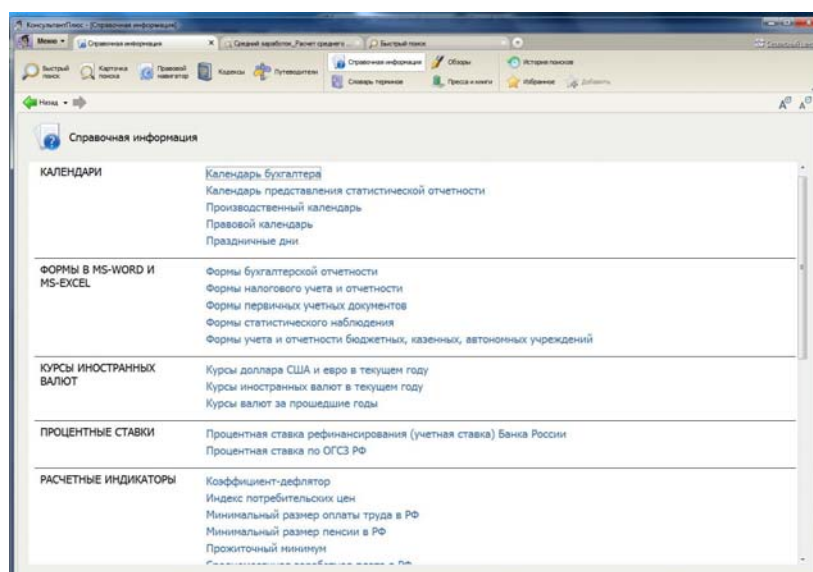 КонсультантПлюс - [Справочная информация]
Меню Справочная информация Средний заработок_Расчет среднего ... Быстрый поиск
Быстрый поиск Карточка поиска Правовой навигатор Кодексы Путеводители Справочная информация Обзоры История поисков
Словарь терминов Пресса и книги Избранное Добавить
Назад
Справочная информация
КАЛЕНДАРИ
Календарь бухгалтера
Календарь представления статистической отчетности
Производственный календарь
Правовой календарь
Праздничные дни
ФОРМЫ В MS-WORD И
MS-EXCEL
Формы бухгалтерской отчетности
Формы налогового учета и отчетности
Формы первичных учетных документов
Формы статистического наблюдения
Формы учета и отчетности бюджетных, казенных, автономных учреждений
КУРСЫ ИНОСТРАННЫХ
ВАЛЮТ
Курсы доллара США и евро в текущем году
Курсы иностранных валют в текущем году
Курсы валют за прошедшие годы
ПРОЦЕНТНЫЕ СТАВКИ
Процентная ставка рефинансирования (учетная ставка) Банка России
Процентная ставка по ОГСЗ РФ
РАСЧЕТНЫЕ ИНДИКАТОРЫ
Коэффициент-дефлятор
Индекс потребительских цен
Минимальный размер оплаты труда в РФ
Минимальный размер пенсии в РФ
Прожиточный минимум